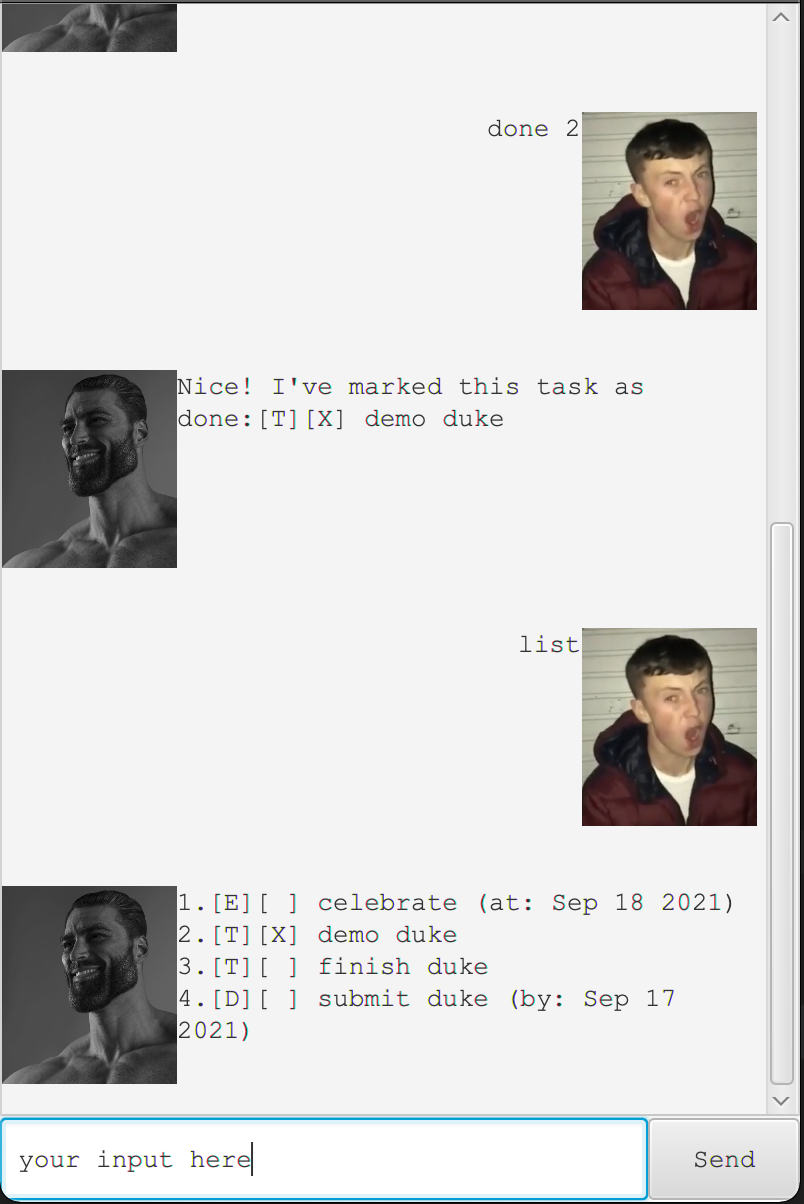 done 2
Nice! I've marked this task as
done:[T][X] demo duke
list
1.[E][ ] celebrate (at: Sep 18 2021)
2.[T][X] demo duke
3.[T][ ] finish duke
4.[D][ ] submit duke (by: Sep 17
2021)
your input here
Send